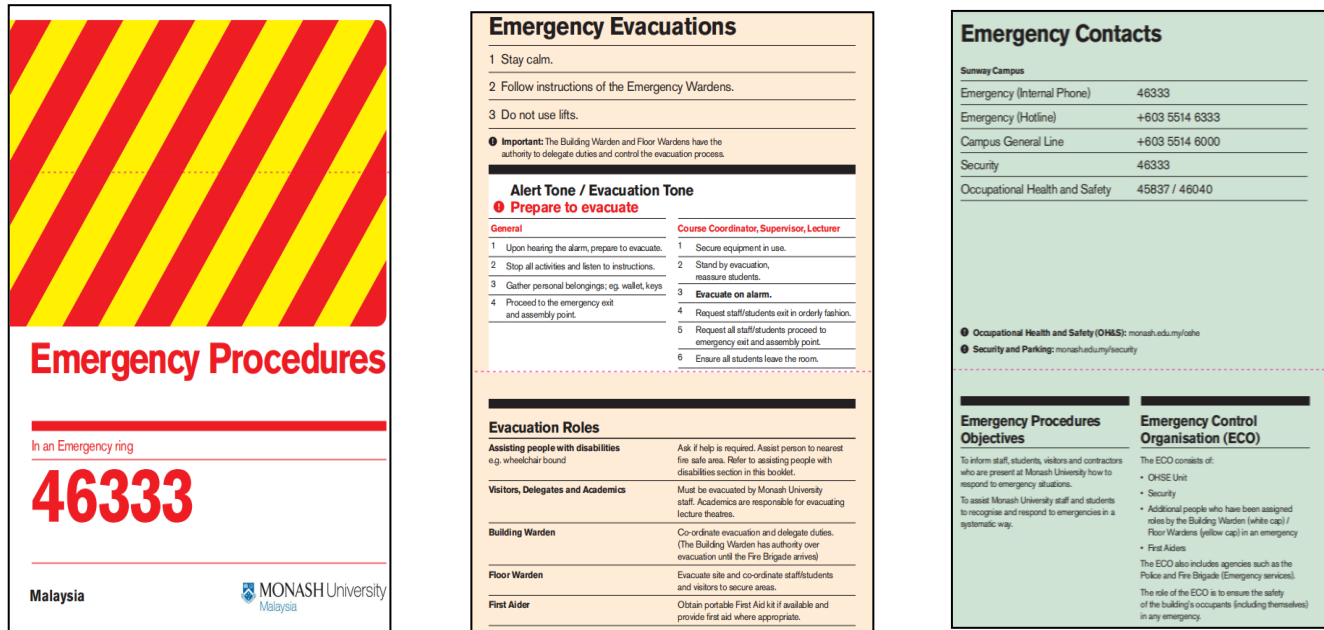 Emergency Procedures
In an Emergency ring
46333
Malaysia
MONASH University
Malaysia
Emergency Evacuations
1 Stay calm.
2 Follow instructions of the Emergency Wardens.
3 Do not use lifts.
Important: The Building Warden and Floor Wardens have the
authority to delegate duties and control the evacuation process.
Alert Tone / Evacuation Tone
Prepare to evacuate
General
1 Upon hearing the alarm, prepare to evacuate.
2 Stop all activities and listen to instructions.
3 Gather personal belongings; eg. wallet, keys
4 Proceed to the emergency exit
and assembly point.
Course Coordinator, Supervisor, Lecturer
1 Secure equipment in use.
2 Stand by evacuation,
reassure students.
3 Evacuate on alarm.
4 Request staff/students exit in orderly fashion.
5 Request all staff/students proceed to
emergency exit and assembly point.
6 Ensure all students leave the room.
Evacuation Roles
Assisting people with disabilities
e.g. wheelchair bound
Ask if help is required. Assist person to nearest
fire safe area. Refer to assisting people with
disabilities section in this booklet.
Visitors, Delegates and Academics
Must be evacuated by Monash University
staff. Academics are responsible for evacuating
lecture theatres.
Building Warden
Co-ordinate evacuation and delegate duties.
(The Building Warden has authority over
evacuation until the Fire Brigade arrives)
Floor Warden
Evacuate site and co-ordinate staff/students
and visitors to secure areas.
First Aider
Obtain portable First Aid kit if available and
provide first aid where appropriate.
Emergency Contacts
Sunway Campus
Emergency (Internal Phone) 46333
Emergency (Hotline) +603 5514 6333
Campus General Line +603 5514 6000
Security 46333
Occupational Health and Safety 45837 / 46040
Occupational Health and Safety (OH&S): monash.edu.my/oshe
Security and Parking: monash.edu.my/security
Emergency Procedures
Objectives
To inform staff, students, visitors and contractors
who are present at Monash University how to
respond to emergency situations.
To assist Monash University staff and students
to recognise and respond to emergencies in a
systematic way.
Emergency Control
Organisation (ECO)
The ECO consists of:
• OHSE Unit
• Security
• Additional people who have been assigned
roles by the Building Warden (white cap) /
Floor Wardens (yellow cap) in an emergency
• First Aiders
The ECO also includes agencies such as the
Police and Fire Brigade (Emergency services).
The role of the ECO is to ensure the safety
of the building's occupants (including themselves)
in any emergency.